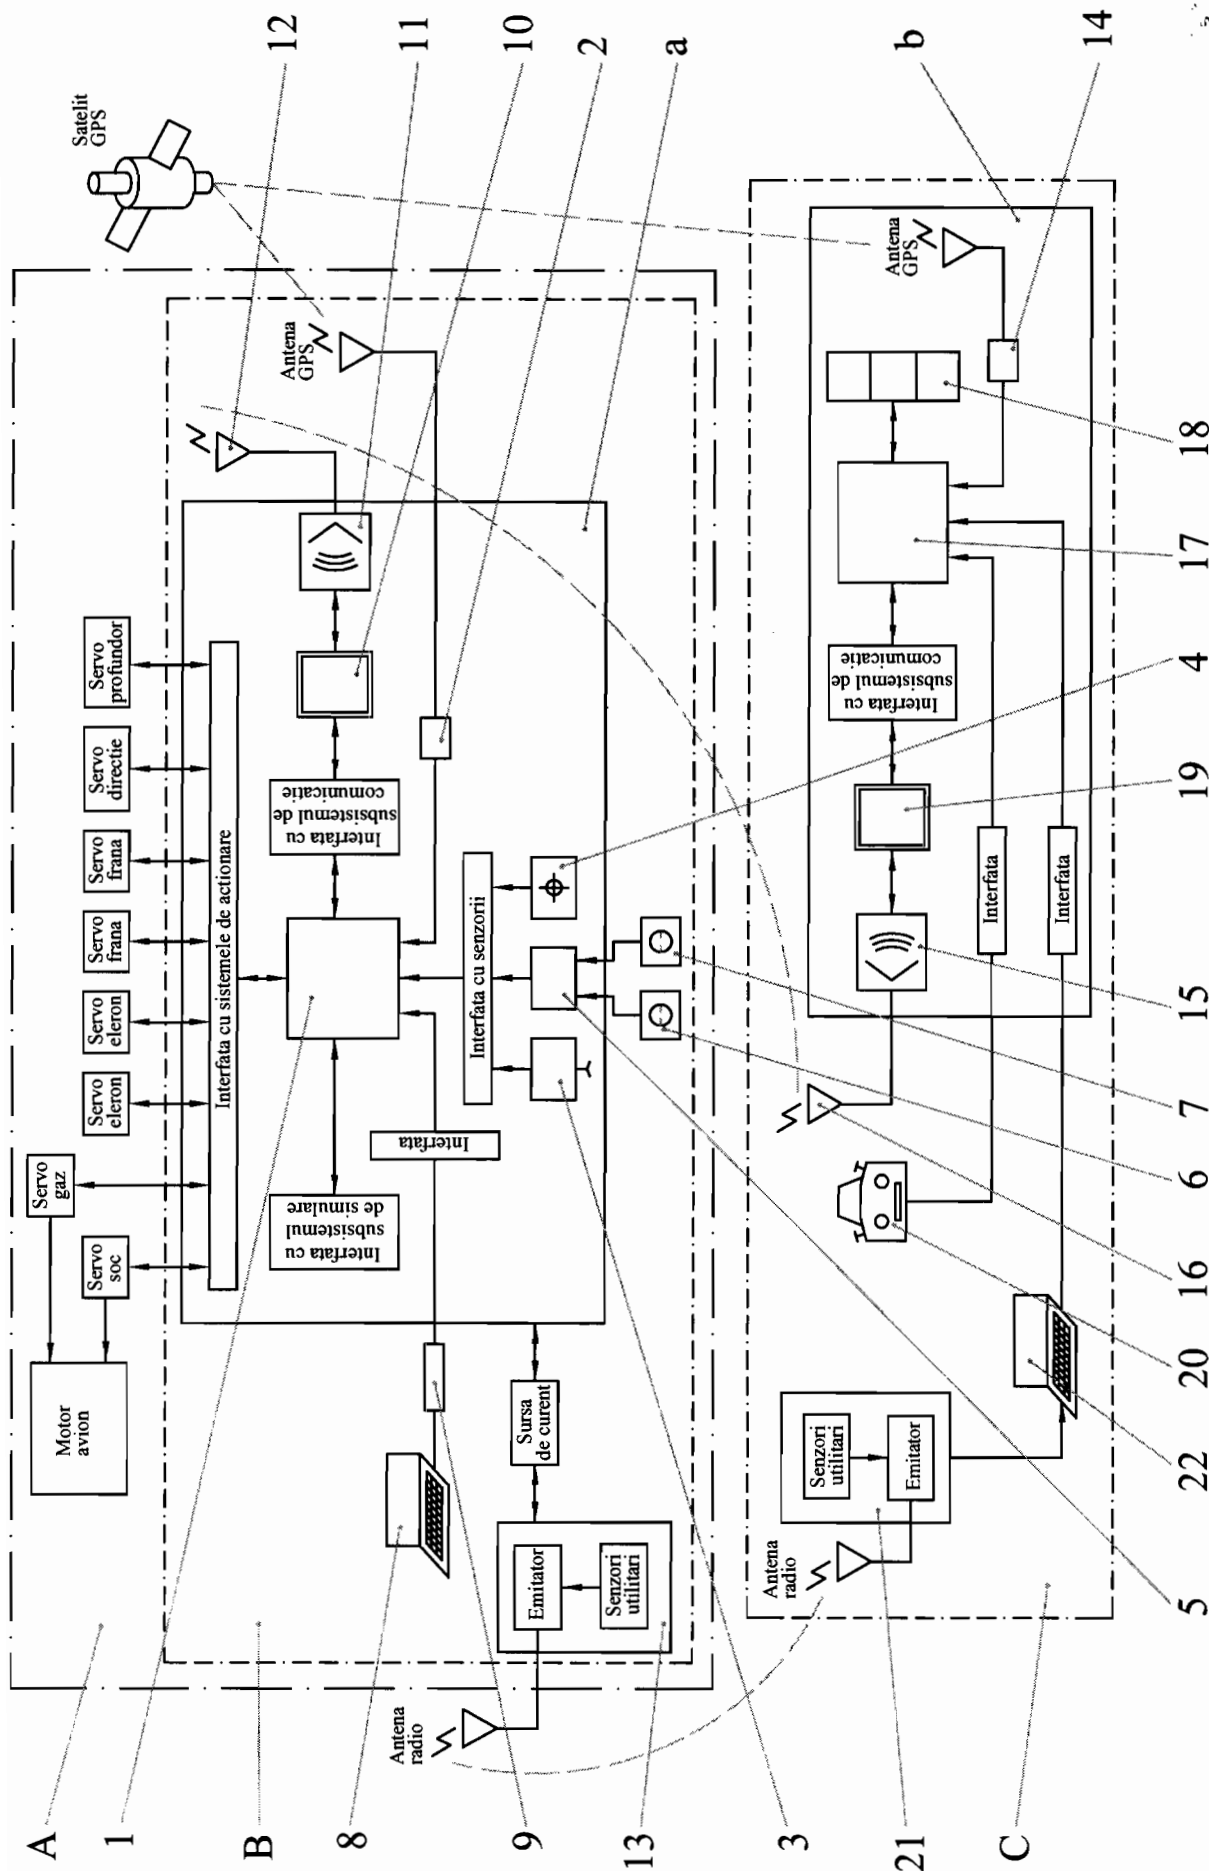 Satelit
GPS
12
11
10
2
a
Servo
profundor
Servo
directie
Servo
frana
Servo
frana
Servo
eleron
Servo
eleron
Servo
gaz
Servo
soc
Motor
avion
Interfata cu sistemele de actionare
Antena
GPS
Interfata cu
subsistemul de
comunicatie
Interfata cu senzorii
Interfata
Interfata cu
subsistemul
de simulare
Sursa
de curent
Emitator
Senzori
utilitari
Antena
radio
A
1
B
8
9
13
3
21
C
b
14
18
17
4
19
15
7
6
16
20
22
5
Antena
GPS
Interfata cu
subsistemul de
comunicatie
Interfata
Interfata
Senzori
utilitari
Emitator
Antena
radio